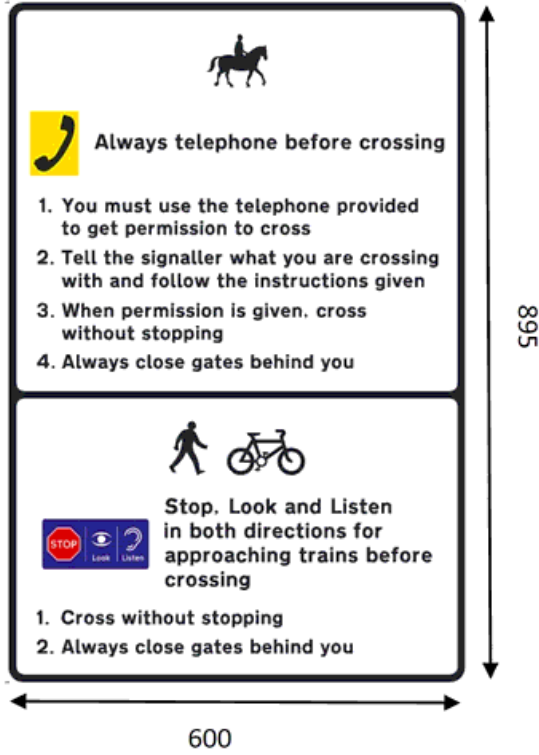 Always telephone before crossing
1. You must use the telephone provided
to get permission to cross
2. Tell the signaller what you are crossing
with and follow the instructions given
3. When permission is given, cross
without stopping
4. Always close gates behind you
Stop, Look and Listen
in both directions for
approaching trains before
crossing
STOP
Look
Listen
1. Cross without stopping
2. Always close gates behind you
895
600